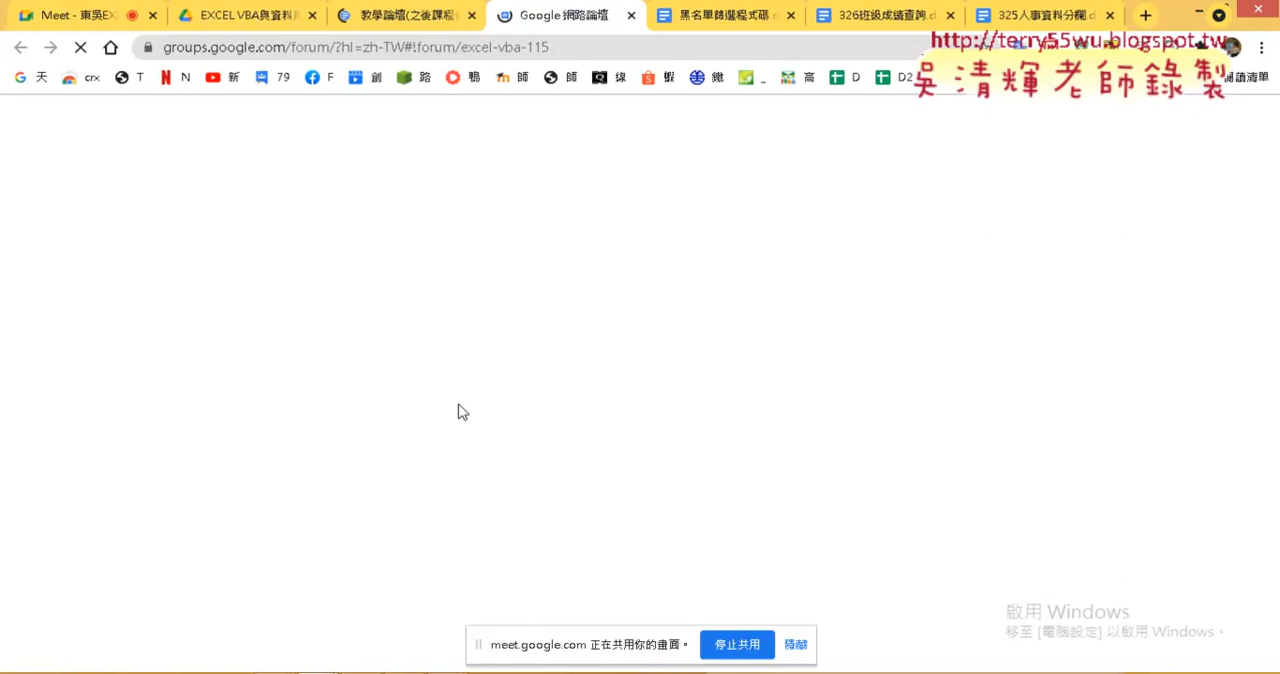 Meet - 東吳EX
EXCEL VBA與資料
教學論壇(之後課程
Google 網路論壇
黑名單篩選程式碼.
326班級成績查詢.d
325人事資料分欄.d
groups.google.com/forum/?hl=zh-TW#!forum/excel-vba-115
http://terry55wu.blogspot.tw
天 crx T N 新 79 F 創 路 鴨 師 師 線 蝦 _ 高 D D2 閱讀清單
吳清輝老師錄製
啟用 Windows
移至 [電腦設定] 以啟用 Windows。
meet.google.com 正在共用你的畫面。 停止共用 隱藏